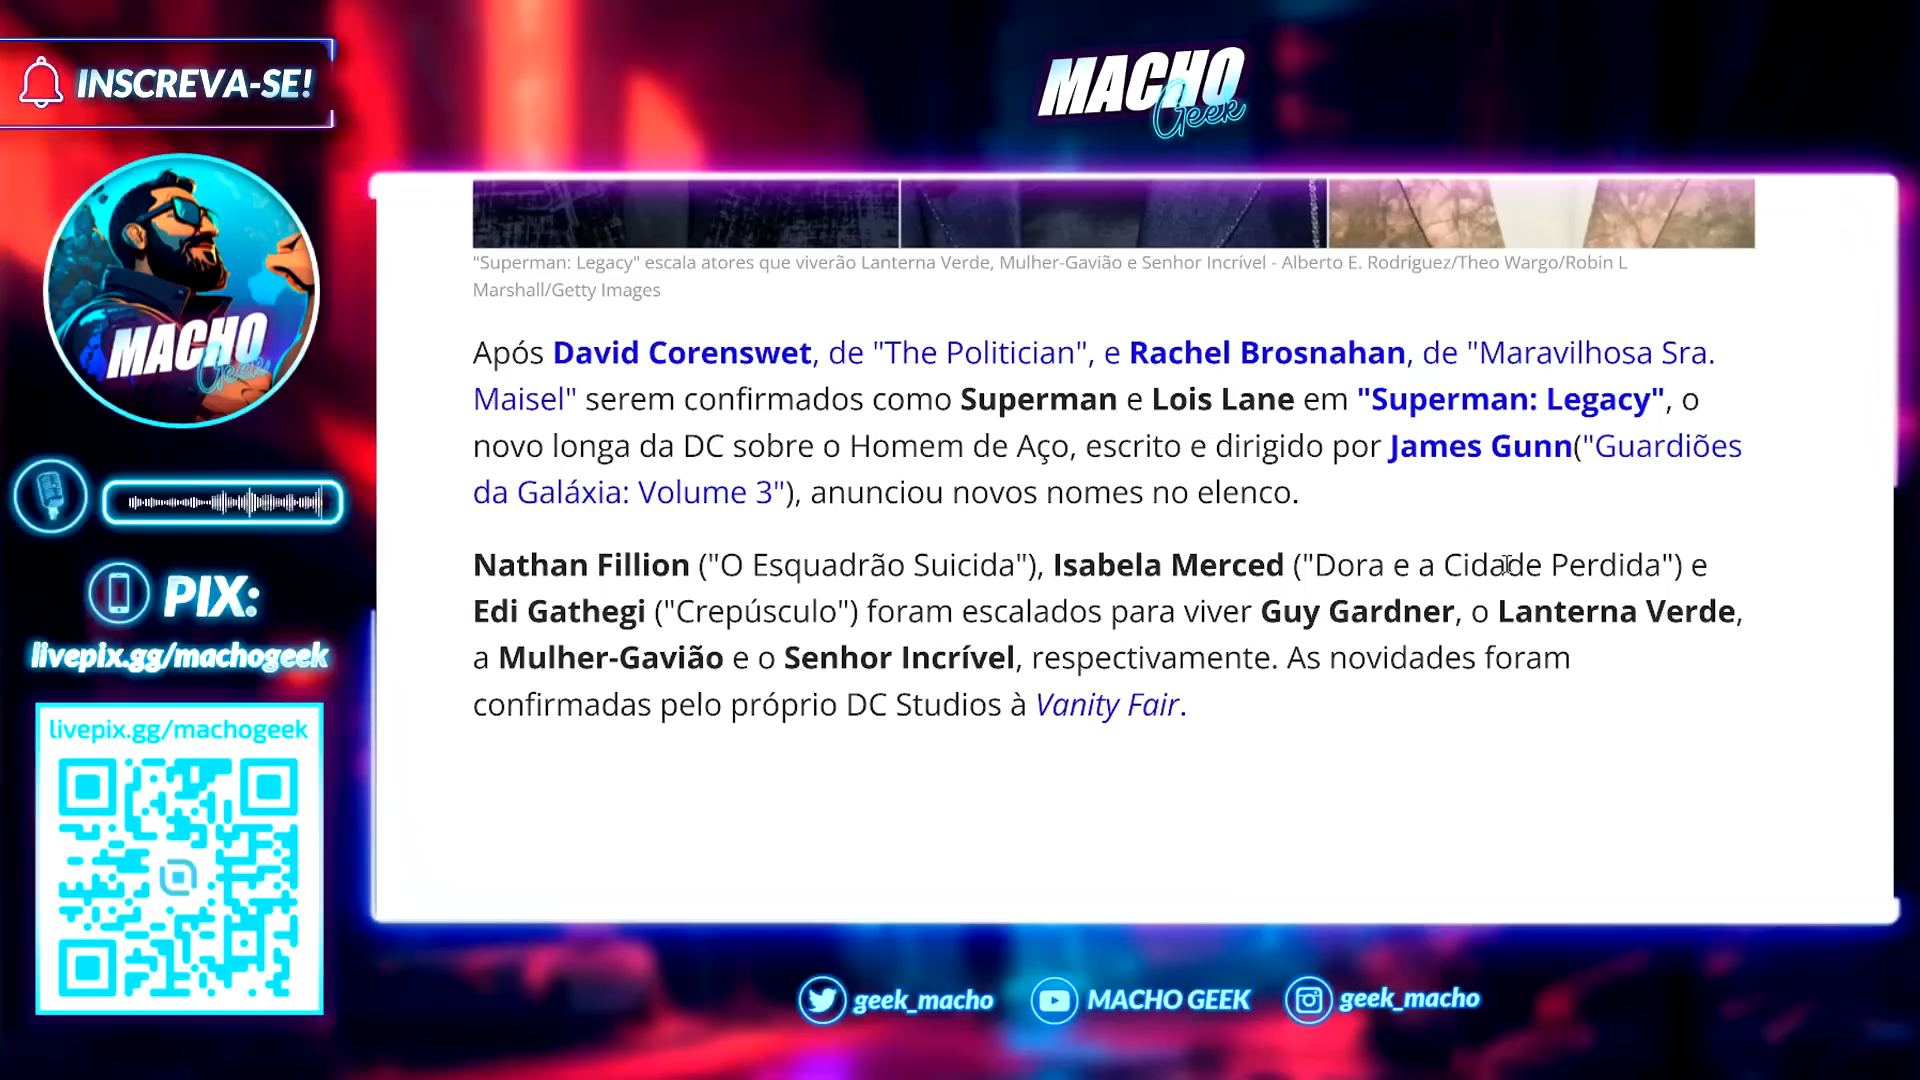 INSCREVA-SE!
MACHO
Geek
MACHO
Geek
PIX:
livepix.gg/machogeek
livepix.gg/machogeek
"Superman: Legacy" escala atores que viverão Lanterna Verde, Mulher-Gavião e Senhor Incrível - Alberto E. Rodriguez/Theo Wargo/Robin L
Marshall/Getty Images
Após David Corenswet, de "The Politician", e Rachel Brosnahan, de "Maravilhosa Sra.
Maisel" serem confirmados como Superman e Lois Lane em "Superman: Legacy", o
novo longa da DC sobre o Homem de Aço, escrito e dirigido por James Gunn("Guardiões
da Galáxia: Volume 3"), anunciou novos nomes no elenco.
Nathan Fillion ("O Esquadrão Suicida"), Isabela Merced ("Dora e a Cidade Perdida") e
Edi Gathegi ("Crepúsculo") foram escalados para viver Guy Gardner, o Lanterna Verde,
a Mulher-Gavião e o Senhor Incrível, respectivamente. As novidades foram
confirmadas pelo próprio DC Studios à Vanity Fair.
geek_macho MACHO GEEK geek_macho